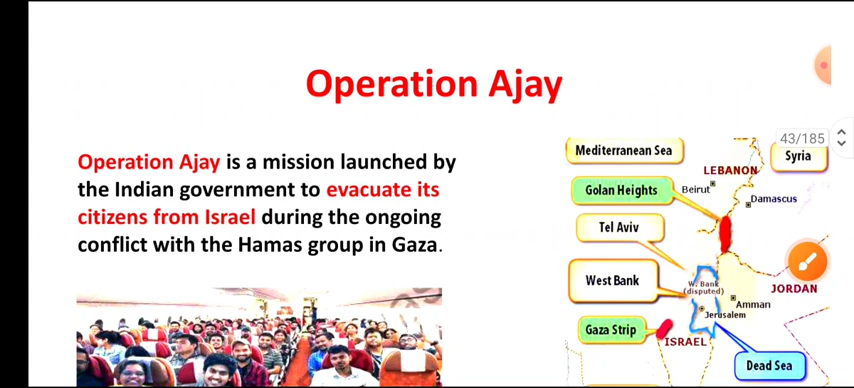 Operation Ajay
Operation Ajay is a mission launched by
the Indian government to evacuate its
citizens from Israel during the ongoing
conflict with the Hamas group in Gaza.
43/185
Mediterranean Sea
Syria
LEBANON
Golan Heights
Beirut
Damascus
Tel Aviv
West Bank
W. Bank
(disputed)
JORDAN
Amman
Jerusalem
Gaza Strip
ISRAEL
Dead Sea